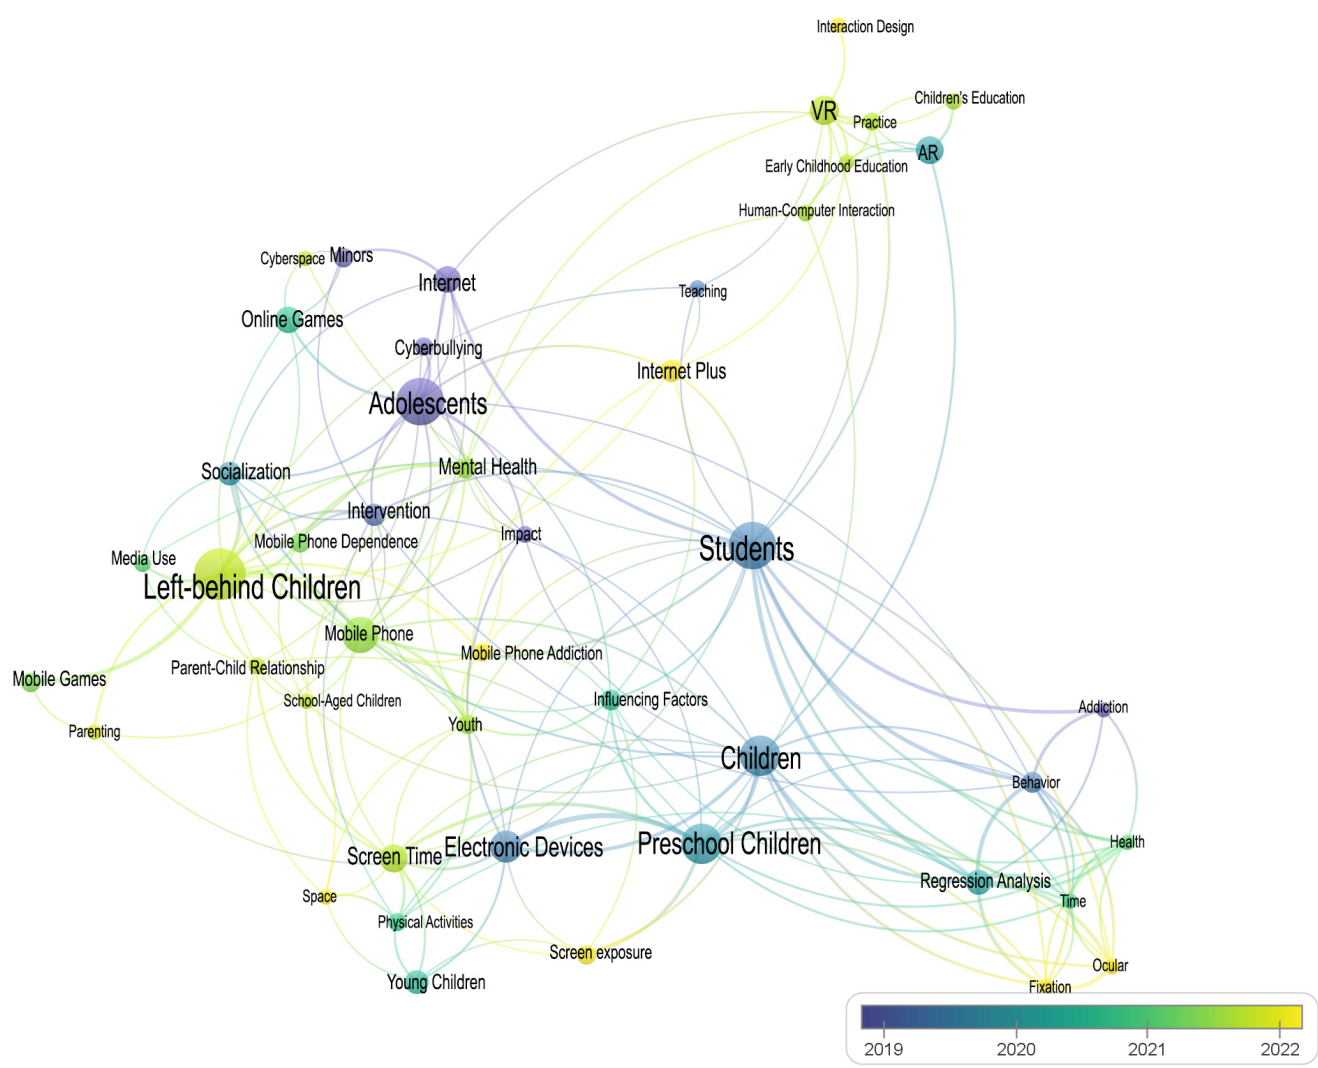 Interaction Design
Children's Education
VR
Practice
AR
Early Childhood Education
Human-Computer Interaction
Cyberspace
Minors
Internet
Teaching
Online Games
Cyberbullying
Internet Plus
Adolescents
Socialization
Mental Health
Intervention
Impact
Mobile Phone Dependence
Students
Media Use
Left-behind Children
Mobile Phone
Mobile Phone Addiction
Parent-Child Relationship
Mobile Games
School-Aged Children
Influencing Factors
Addiction
Parenting
Youth
Children
Behavior
Health
Screen Time
Electronic Devices
Preschool Children
Regression Analysis
Space
Time
Physical Activities
Screen exposure
Ocular
Young Children
Fixation
2019
2020
2021
2022